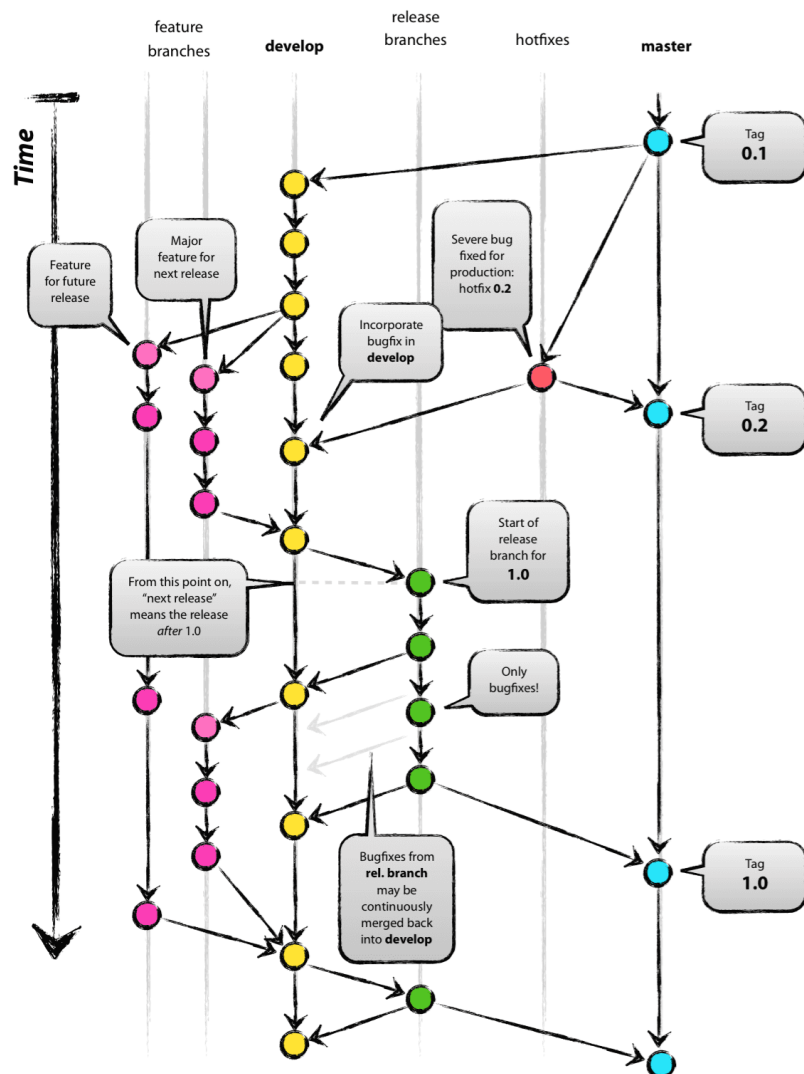 feature
branches
develop
release
branches
hotfixes
master
Time
Tag
0.1
Major
feature for
next release
Feature
for future
release
Severe bug
fixed for
production:
hotfix 0.2
Incorporate
bugfix in
develop
Tag
0.2
Start of
release
branch for
1.0
From this point on,
“next release”
means the release
after 1.0
Only
bugfixes!
Bugfixes from
rel. branch
may be
continuously
merged back
into develop
Tag
1.0